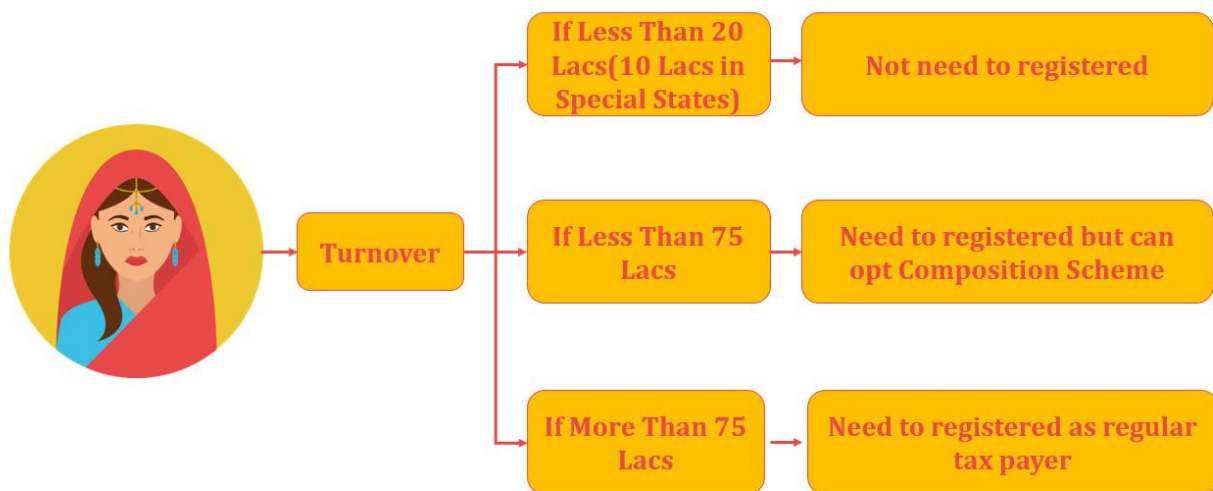 If Less Than 20
Lacs(10 Lacs in
Special States)
Not need to registered
Turnover
If Less Than 75
Lacs
Need to registered but can
opt Composition Scheme
If More Than 75
Lacs
Need to registered as regular
tax payer